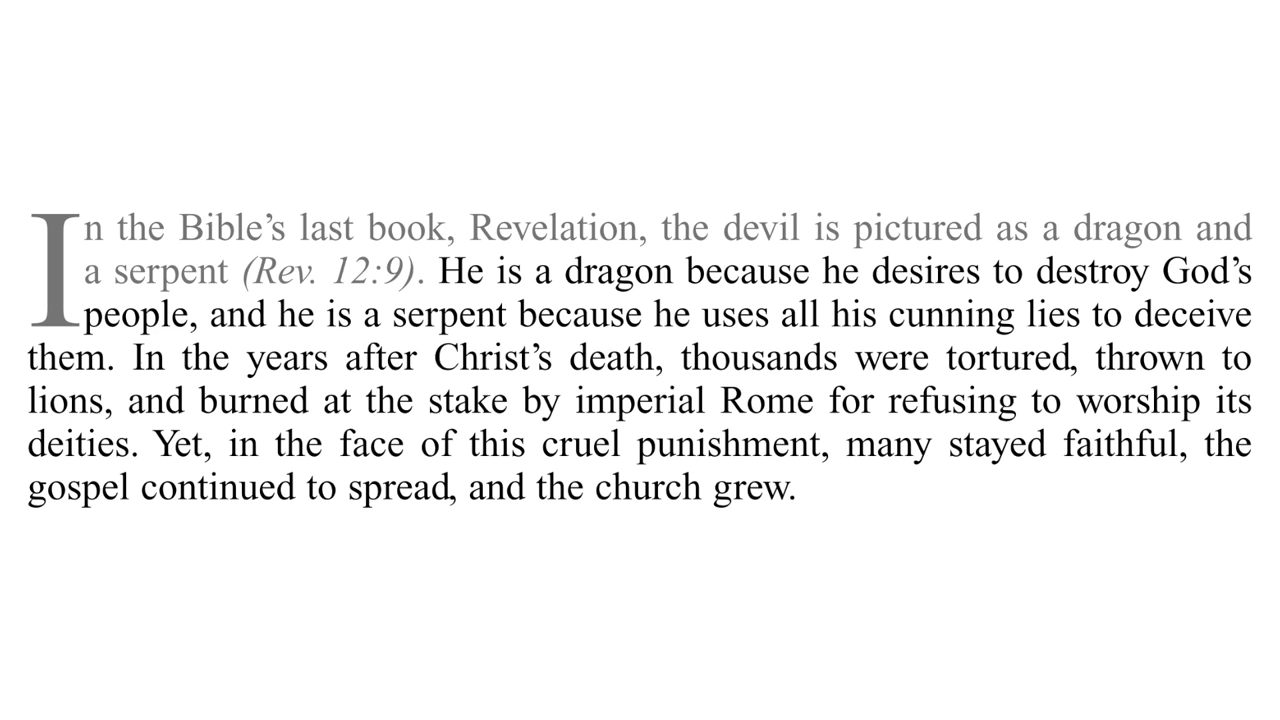 In the Bible’s last book, Revelation, the devil is pictured as a dragon and
a serpent (Rev. 12:9). He is a dragon because he desires to destroy God’s
people, and he is a serpent because he uses all his cunning lies to deceive
them. In the years after Christ’s death, thousands were tortured, thrown to
lions, and burned at the stake by imperial Rome for refusing to worship its
deities. Yet, in the face of this cruel punishment, many stayed faithful, the
gospel continued to spread, and the church grew.